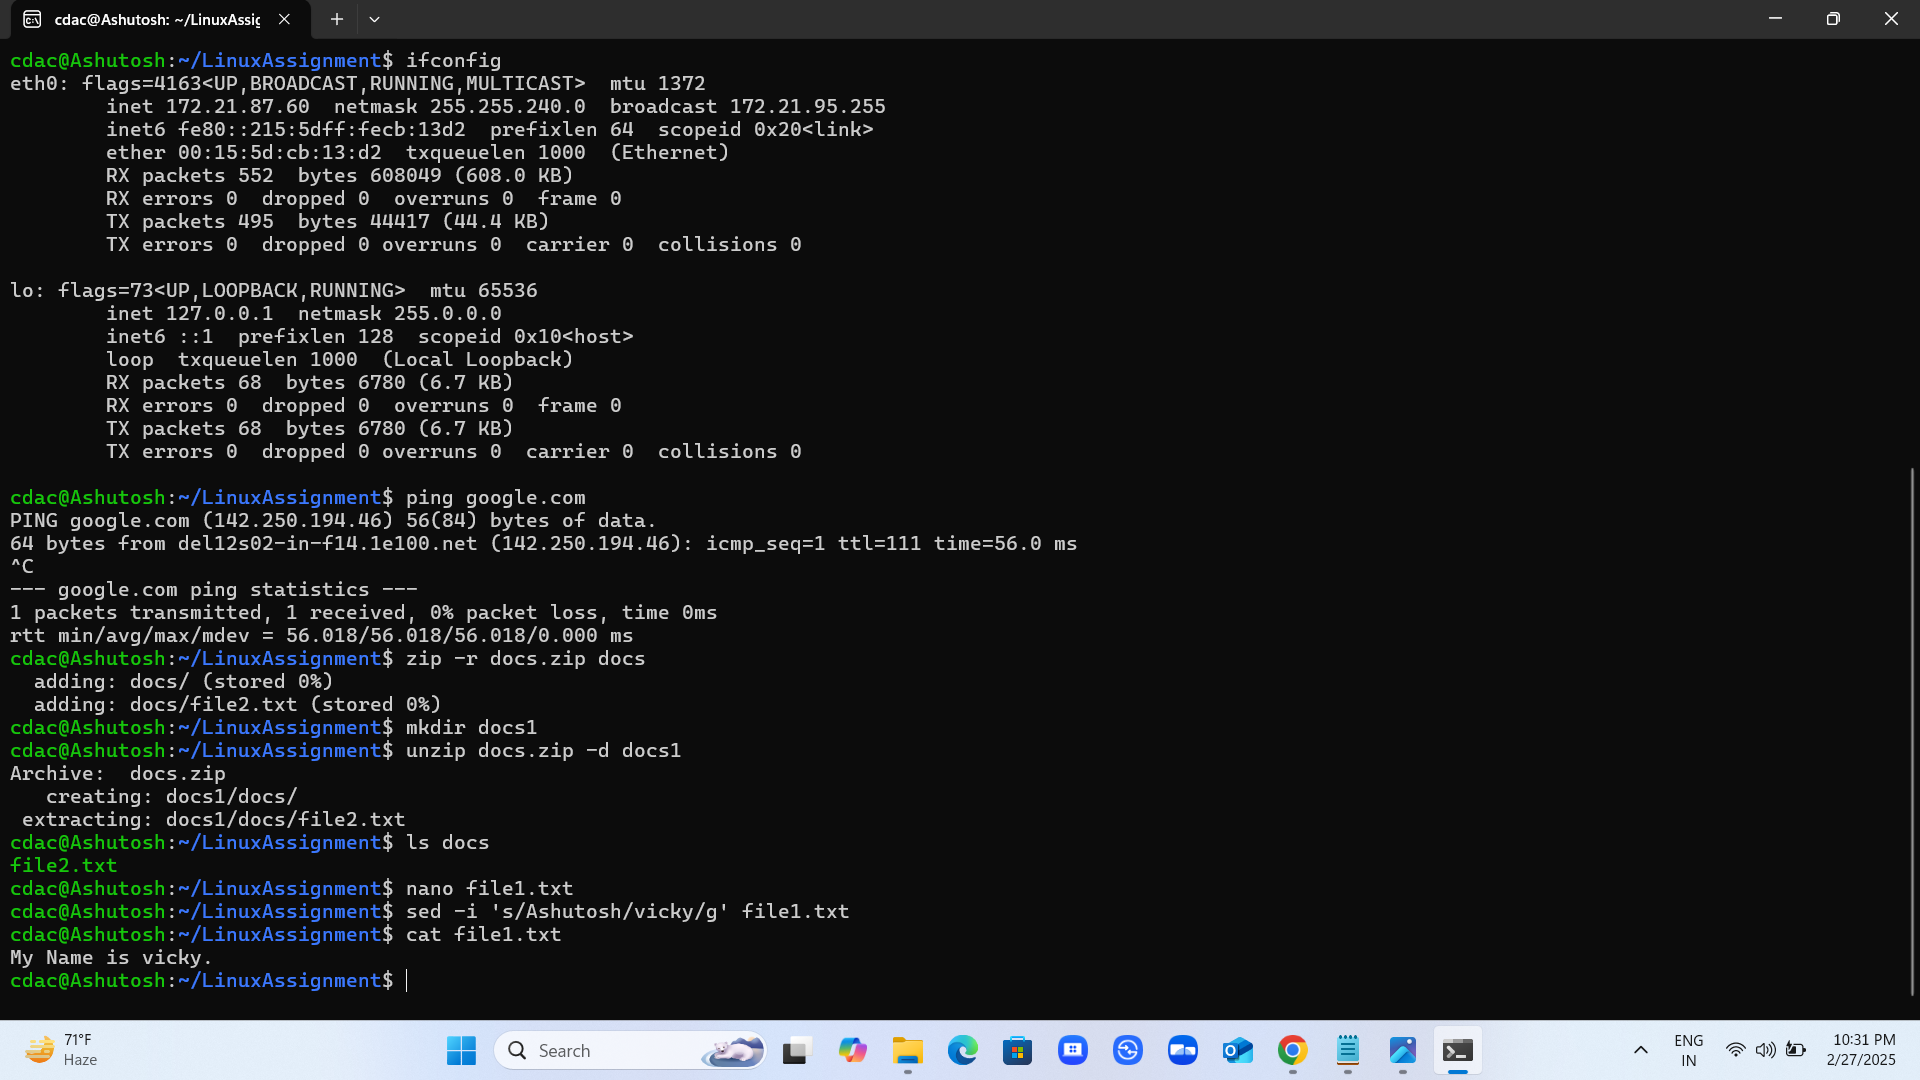 cdac@Ashutosh: ~/LinuxAssig
cdac@Ashutosh:~/LinuxAssignment$ ifconfig
eth0: flags=4163<UP,BROADCAST,RUNNING,MULTICAST>  mtu 1372
        inet 172.21.87.60  netmask 255.255.240.0  broadcast 172.21.95.255
        inet6 fe80::215:5dff:fecb:13d2  prefixlen 64  scopeid 0x20<link>
        ether 00:15:5d:cb:13:d2  txqueuelen 1000  (Ethernet)
        RX packets 552  bytes 608049 (608.0 KB)
        RX errors 0  dropped 0  overruns 0  frame 0
        TX packets 495  bytes 44417 (44.4 KB)
        TX errors 0  dropped 0 overruns 0  carrier 0  collisions 0
lo: flags=73<UP,LOOPBACK,RUNNING>  mtu 65536
        inet 127.0.0.1  netmask 255.0.0.0
        inet6 ::1  prefixlen 128  scopeid 0x10<host>
        loop  txqueuelen 1000  (Local Loopback)
        RX packets 68  bytes 6780 (6.7 KB)
        RX errors 0  dropped 0  overruns 0  frame 0
        TX packets 68  bytes 6780 (6.7 KB)
        TX errors 0  dropped 0 overruns 0  carrier 0  collisions 0
cdac@Ashutosh:~/LinuxAssignment$ ping google.com
PING google.com (142.250.194.46) 56(84) bytes of data.
64 bytes from del12s02-in-f14.1e100.net (142.250.194.46): icmp_seq=1 ttl=111 time=56.0 ms
^C
--- google.com ping statistics ---
1 packets transmitted, 1 received, 0% packet loss, time 0ms
rtt min/avg/max/mdev = 56.018/56.018/56.018/0.000 ms
cdac@Ashutosh:~/LinuxAssignment$ zip -r docs.zip docs
  adding: docs/ (stored 0%)
  adding: docs/file2.txt (stored 0%)
cdac@Ashutosh:~/LinuxAssignment$ mkdir docs1
cdac@Ashutosh:~/LinuxAssignment$ unzip docs.zip -d docs1
Archive:  docs.zip
   creating: docs1/docs/
 extracting: docs1/docs/file2.txt
cdac@Ashutosh:~/LinuxAssignment$ ls docs
file2.txt
cdac@Ashutosh:~/LinuxAssignment$ nano file1.txt
cdac@Ashutosh:~/LinuxAssignment$ sed -i 's/Ashutosh/vicky/g' file1.txt
cdac@Ashutosh:~/LinuxAssignment$ cat file1.txt
My Name is vicky.
cdac@Ashutosh:~/LinuxAssignment$
71°F
Haze
Search
ENG
IN
10:31 PM
2/27/2025